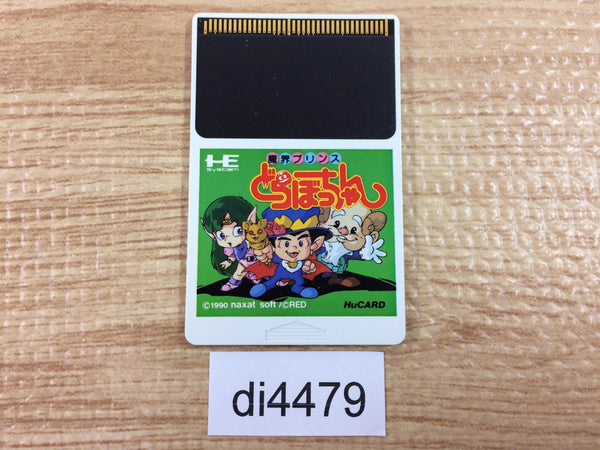 HE
system
魔界プリンス
どらぼっちゃん
©1990 naxat soft /©RED
HuCARD
di4479